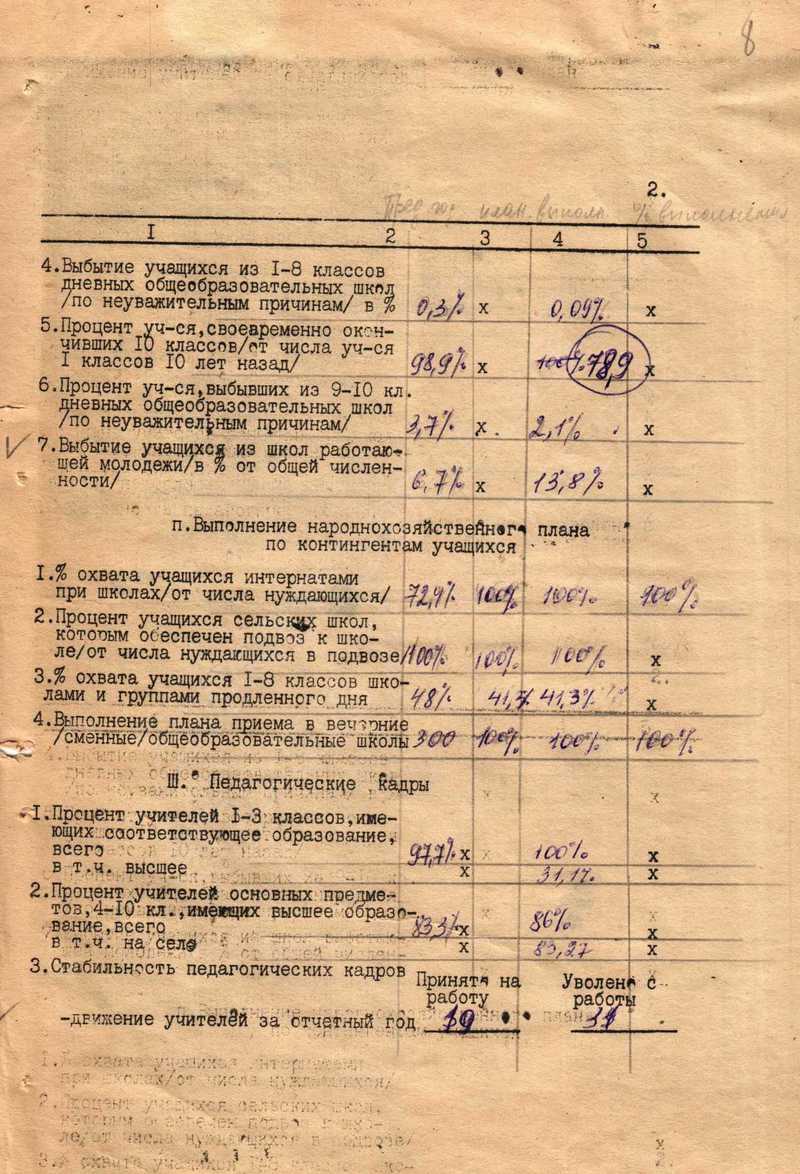 8
2.
Пред год план. выпола. % выполнения
I 2 3 4 5
4.Выбытие учащихся из I-8 классов
дневных общеобразовательных школ
/по неуважительным причинам/ в % 0,3% x 0,09% x
5.Процент уч-ся,своевременно окон-
чивших IO классов/от числа уч-ся
I классов IO лет назад/ 98,9% x 100% 78,9 x
6.Процент уч-ся,выбывших из 9-IO кл.
дневных общеобразовательных школ
/по неуважительным причинам/ 3,7% x. 2,1% x
7.Выбытие учащихся из школ работаю-
щей молодежи/в % от общей числен-
ности/ 6,7% x 13,8% x
п.Выполнение народнохозяйственного плана
по контингентам учащихся
I.% охвата учащихся интернатами
при школах/от числа нуждающихся/ 72,9% 100% 100% 100%
2.Процент учащихся сельских школ,
которым обеспечен подвоз к шко-
ле/от числа нуждающихся в подвозе/ 100% 100% 100% x
3.% охвата учащихся I-8 классов шко-
лами и группами продленного дня 48% 41,3% 41,3% x
4.Выполнение плана приема в вечерние
/сменные/общеобразовательные школы 300 100% 100% 100%
Ш. Педагогические кадры
I.Процент учителей I-3 классов,име-
ющих соответствующее образование,
всего 97,7% x 100% x
в т.ч. высшее x 31,1%. x
2.Процент учителей основных предме-
тов,4-IO кл.,имеющих высшее образо-
вание,всего 83,3% x 86% x
в т.ч. на селе x 83,27 x
3.Стабильность педагогических кадров Принято на Уволено с
работу работы
-движение учителей за отчетный год 19 31